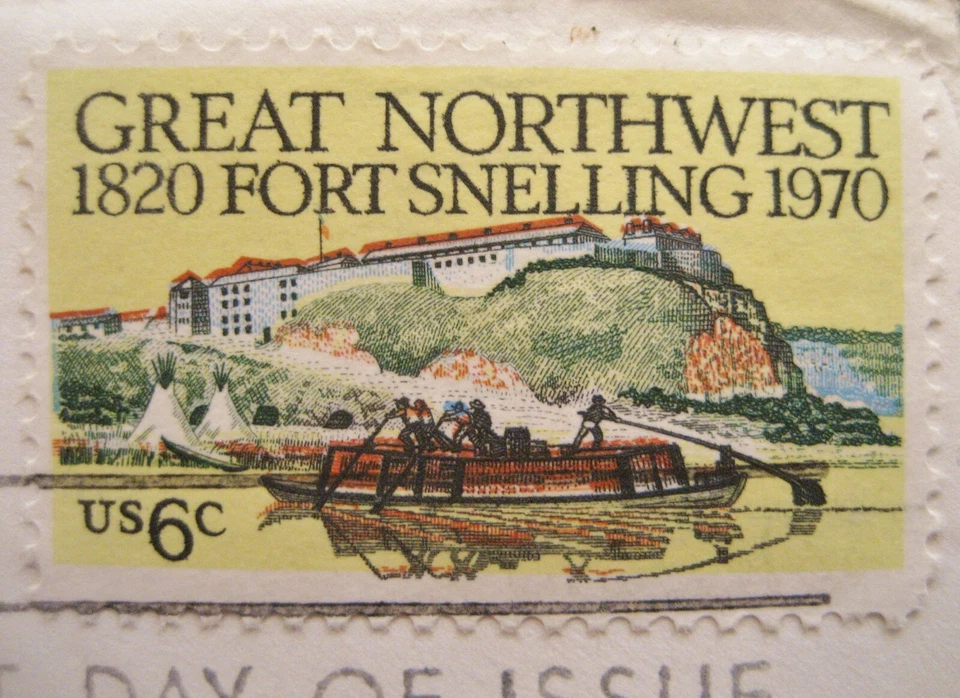 GREAT NORTHWEST
1820 FORT SNELLING 1970
US6C
T DAY OF ISSUE